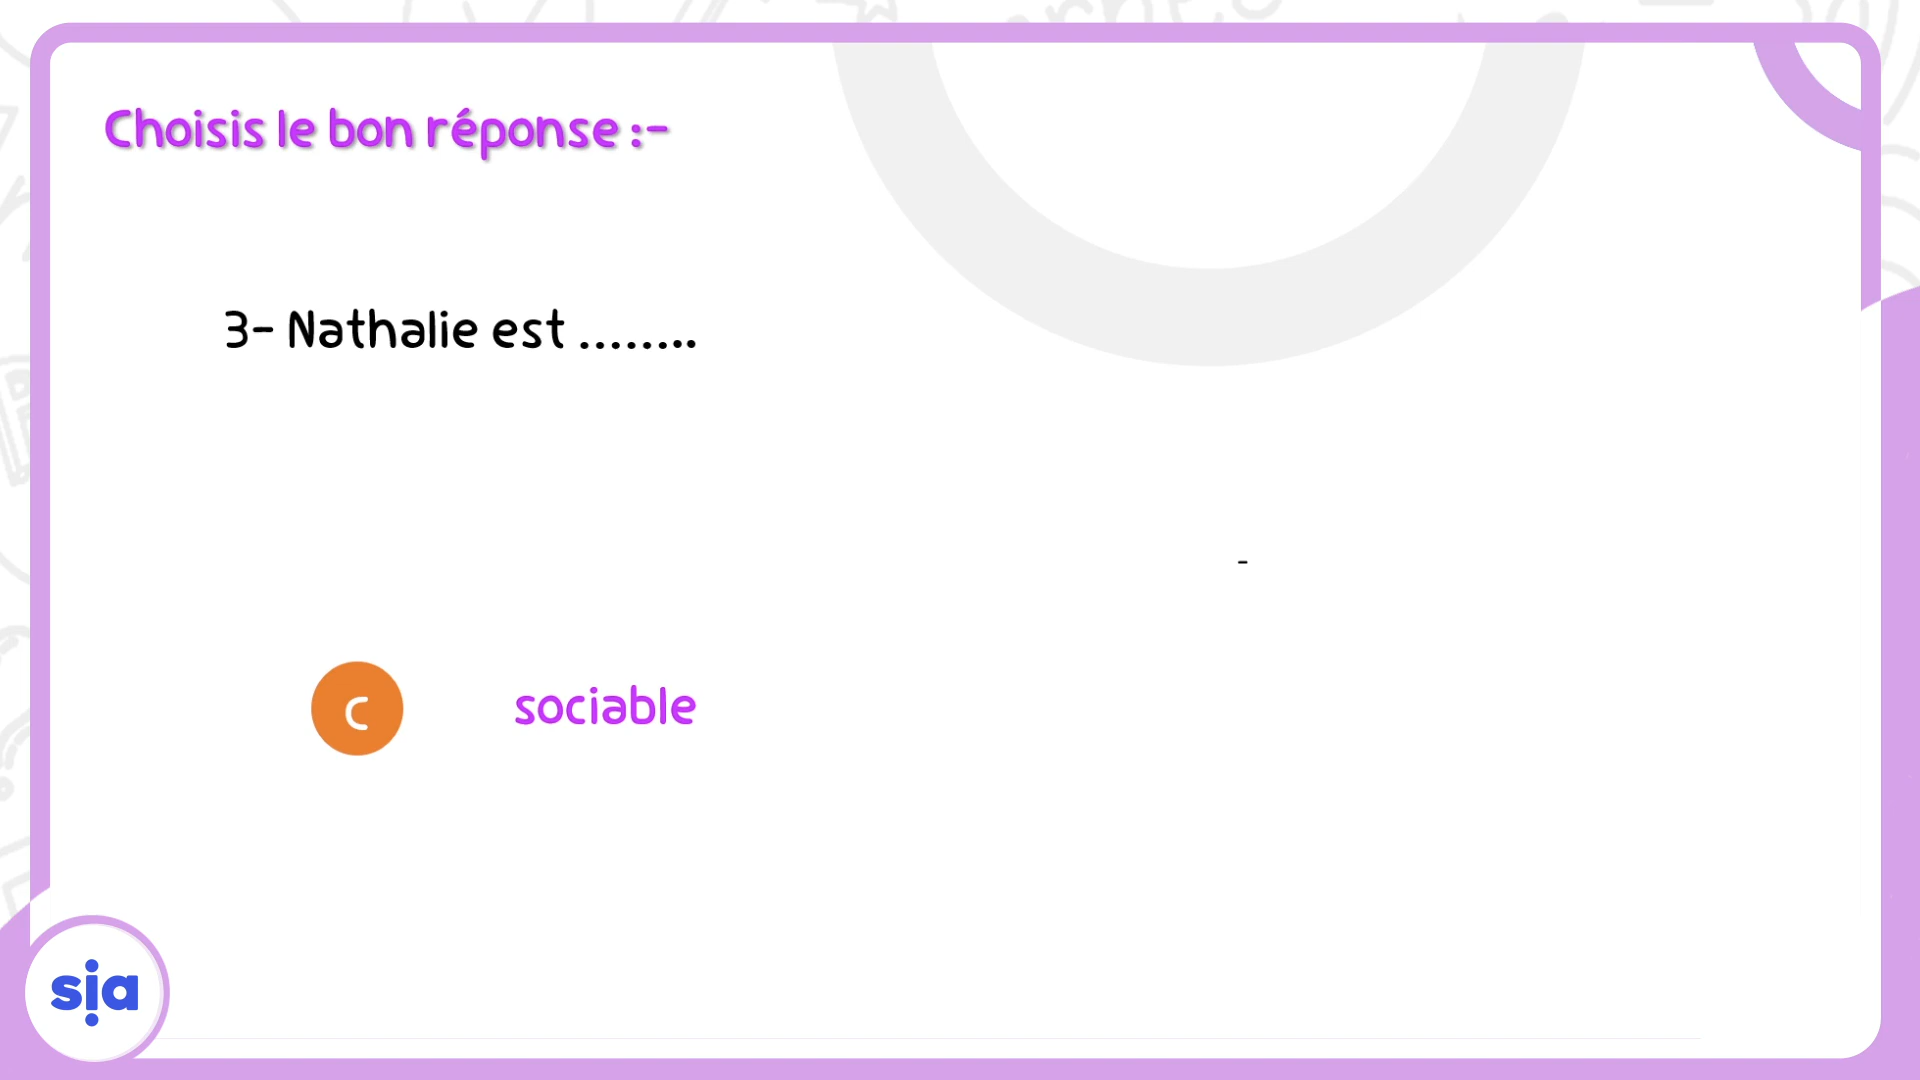 Choisis le bon réponse :-
3- Nathalie est ........
-
c sociable
sia